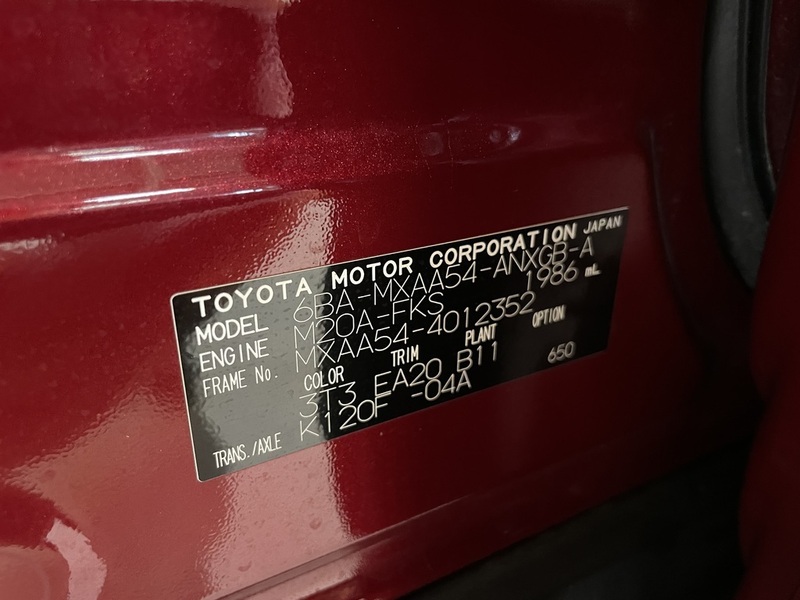 TOYOTA MOTOR CORPORATION JAPAN
MODEL 6BA-MXAA54-ANXGB-A
ENGINE M20A-FKS 1986 mL
FRAME No. MXAA54-4012352
COLOR TRIM PLANT OPTION
3T3 EA20 B11 650
TRANS./AXLE K120F -04A